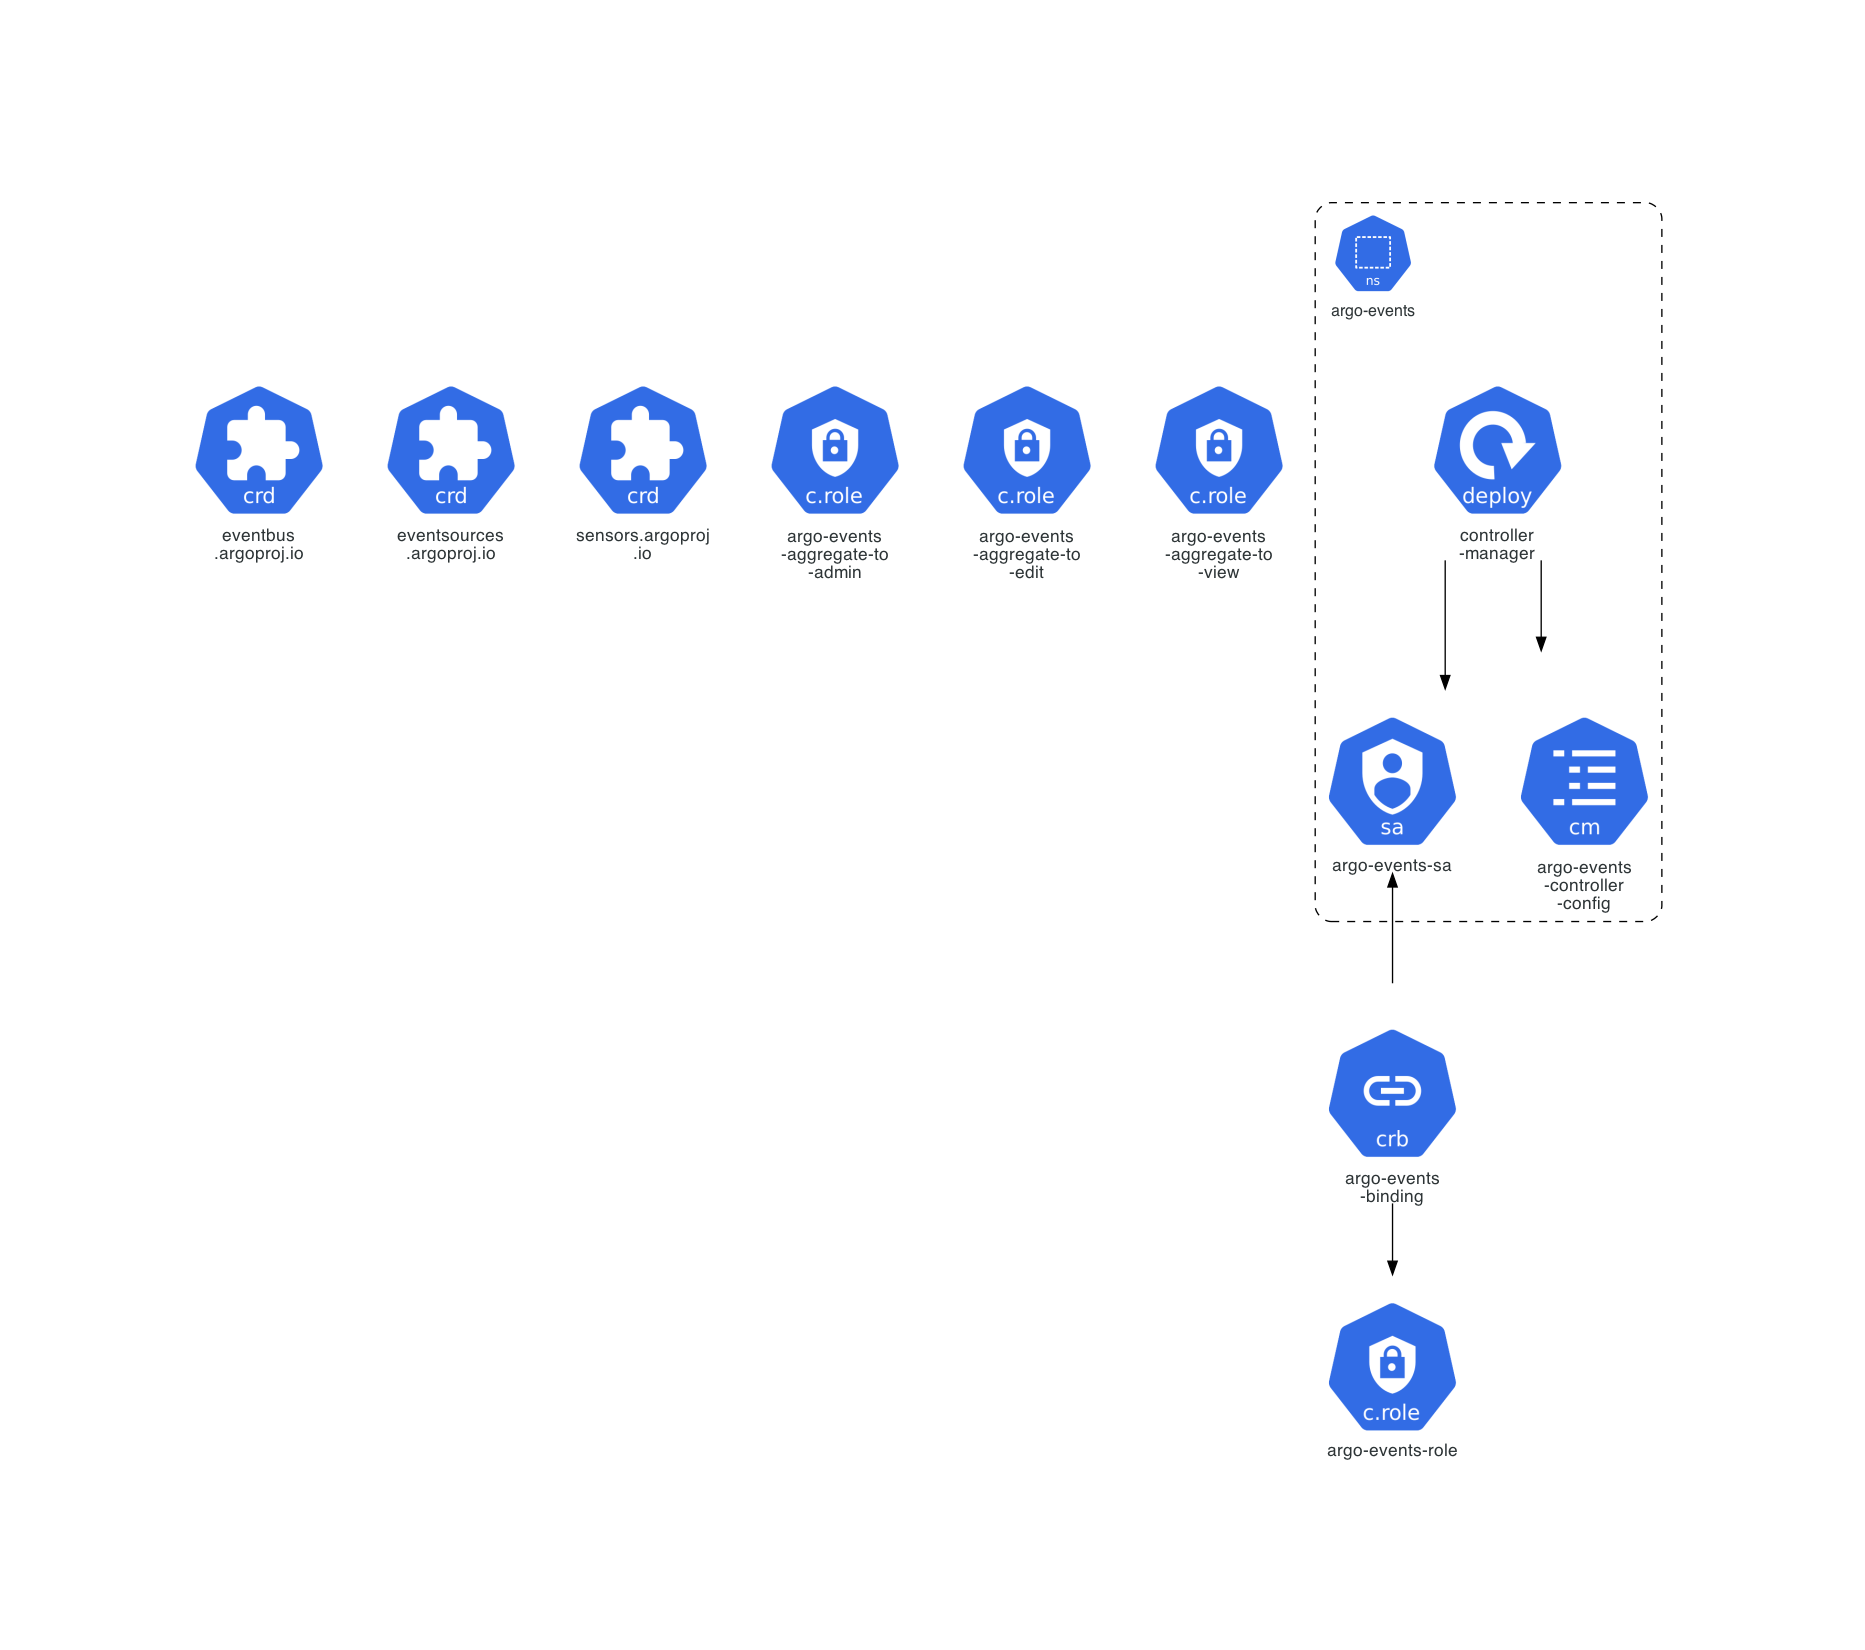 ns
argo-events
crd
eventbus
.argoproj.io
crd
eventsources
.argoproj.io
crd
sensors.argoproj
.io
c.role
argo-events
-aggregate-to
-admin
c.role
argo-events
-aggregate-to
-edit
c.role
argo-events
-aggregate-to
-view
deploy
controller
-manager
sa
argo-events-sa
cm
argo-events
-controller
-config
crb
argo-events
-binding
c.role
argo-events-role